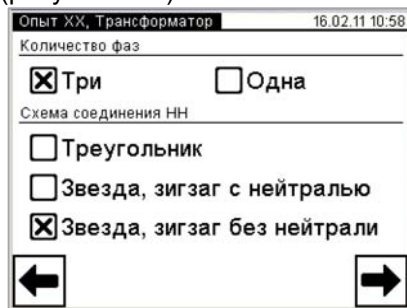 Опыт ХХ, Трансформатор 16.02.11 10:58
Количество фаз
Три Одна
Схема соединения НН
Треугольник
Звезда, зигзаг с нейтралью
Звезда, зигзаг без нейтрали